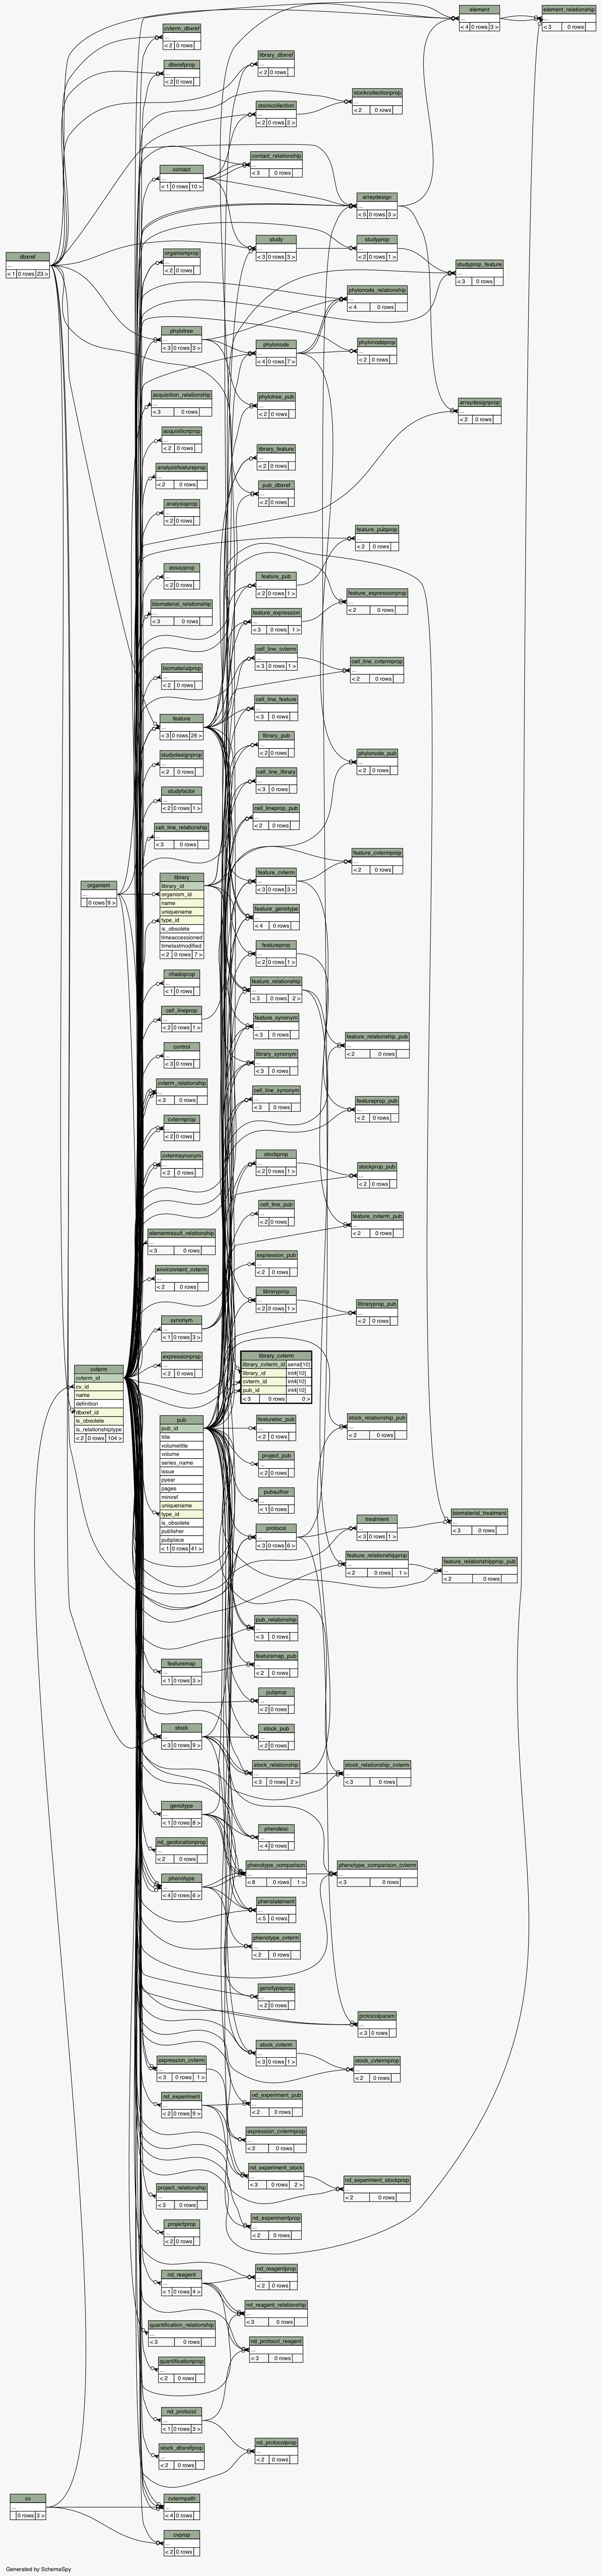 element
...
< 4 0 rows 3 >
element_relationship
...
< 3 0 rows
cvterm_dbxref
...
< 2 0 rows
library_dbxref
...
< 2 0 rows
dbxrefprop
...
< 2 0 rows
stockcollectionprop
...
< 2 0 rows
stockcollection
...
< 2 0 rows 2 >
contact_relationship
...
< 3 0 rows
contact
...
< 1 0 rows 10 >
arraydesign
...
< 5 0 rows 3 >
study
...
< 3 0 rows 3 >
studyprop
...
< 2 0 rows 1 >
dbxref
...
< 1 0 rows 23 >
organismprop
...
< 2 0 rows
studyprop_feature
...
< 3 0 rows
phylonode_relationship
...
< 4 0 rows
phylotree
...
< 3 0 rows 3 >
phylonode
...
< 4 0 rows 7 >
phylonodeprop
...
< 2 0 rows
acquisition_relationship
...
< 3 0 rows
phylotree_pub
...
< 2 0 rows
arraydesignprop
...
< 2 0 rows
acquisitionprop
...
< 2 0 rows
library_feature
...
< 2 0 rows
analysisfeatureprop
...
< 2 0 rows
pub_dbxref
...
< 2 0 rows
analysisprop
...
< 2 0 rows
feature_pubprop
...
< 2 0 rows
assayprop
...
< 2 0 rows
feature_pub
...
< 2 0 rows 1 >
feature_expressionprop
...
< 2 0 rows
biomaterial_relationship
...
< 3 0 rows
feature_expression
...
< 3 0 rows 1 >
cell_line_cvterm
...
< 3 0 rows 1 >
cell_line_cvtermprop
...
< 2 0 rows
biomaterialprop
...
< 2 0 rows
cell_line_feature
...
< 3 0 rows
feature
...
< 3 0 rows 26 >
library_pub
...
< 2 0 rows
studydesignprop
...
< 2 0 rows
phylonode_pub
...
< 2 0 rows
cell_line_library
...
< 3 0 rows
studyfactor
...
< 2 0 rows 1 >
cell_lineprop_pub
...
< 2 0 rows
cell_line_relationship
...
< 3 0 rows
feature_cvtermprop
...
< 2 0 rows
feature_cvterm
...
< 3 0 rows 3 >
organism
...
0 rows 9 >
library
library_id
organism_id
name
uniquename
type_id
is_obsolete
timeaccessioned
timelastmodified
< 2 0 rows 7 >
feature_genotype
...
< 4 0 rows
featureprop
...
< 2 0 rows 1 >
chadoprop
...
< 1 0 rows
feature_relationship
...
< 3 0 rows 2 >
cell_lineprop
...
< 2 0 rows 1 >
feature_synonym
...
< 3 0 rows
feature_relationship_pub
...
< 2 0 rows
control
...
< 3 0 rows
library_synonym
...
< 3 0 rows
cvterm_relationship
...
< 3 0 rows
cell_line_synonym
...
< 3 0 rows
featureprop_pub
...
< 2 0 rows
cvtermprop
...
< 2 0 rows
cvtermsynonym
...
< 2 0 rows
stockprop
...
< 2 0 rows 1 >
stockprop_pub
...
< 2 0 rows
cell_line_pub
...
< 2 0 rows
feature_cvterm_pub
...
< 2 0 rows
elementresult_relationship
...
< 3 0 rows
expression_pub
...
< 2 0 rows
environment_cvterm
...
< 2 0 rows
libraryprop
...
< 2 0 rows 1 >
libraryprop_pub
...
< 2 0 rows
synonym
...
< 1 0 rows 3 >
expressionprop
...
< 2 0 rows
library_cvterm
library_cvterm_id serial[10]
library_id int4[10]
cvterm_id int4[10]
pub_id int4[10]
< 3 0 rows 0 >
cvterm
cvterm_id
cv_id
name
definition
dbxref_id
is_obsolete
is_relationshiptype
< 2 0 rows 104 >
pub
pub_id
title
volumetitle
volume
series_name
issue
pyear
pages
miniref
uniquename
type_id
is_obsolete
publisher
pubplace
< 1 0 rows 41 >
featureloc_pub
...
< 2 0 rows
stock_relationship_pub
...
< 2 0 rows
project_pub
...
< 2 0 rows
pubauthor
...
< 1 0 rows
protocol
...
< 3 0 rows 6 >
treatment
...
< 3 0 rows 1 >
biomaterial_treatment
...
< 3 0 rows
feature_relationshipprop
...
< 2 0 rows 1 >
feature_relationshipprop_pub
...
< 2 0 rows
pub_relationship
...
< 3 0 rows
featuremap
...
< 1 0 rows 3 >
featuremap_pub
...
< 2 0 rows
pubprop
...
< 2 0 rows
stock
...
< 3 0 rows 9 >
stock_pub
...
< 2 0 rows
stock_relationship
...
< 3 0 rows 2 >
stock_relationship_cvterm
...
< 3 0 rows
genotype
...
< 1 0 rows 8 >
phendesc
...
< 4 0 rows
nd_geolocationprop
...
< 2 0 rows
phenotype
...
< 4 0 rows 6 >
phenotype_comparison
...
< 8 0 rows 1 >
phenotype_comparison_cvterm
...
< 3 0 rows
phenstatement
...
< 5 0 rows
phenotype_cvterm
...
< 2 0 rows
genotypeprop
...
< 2 0 rows
protocolparam
...
< 3 0 rows
stock_cvterm
...
< 3 0 rows 1 >
expression_cvterm
...
< 3 0 rows 1 >
stock_cvtermprop
...
< 2 0 rows
nd_experiment
...
< 2 0 rows 9 >
nd_experiment_pub
...
< 2 0 rows
expression_cvtermprop
...
< 2 0 rows
nd_experiment_stock
...
< 3 0 rows 2 >
nd_experiment_stockprop
...
< 2 0 rows
project_relationship
...
< 3 0 rows
projectprop
...
< 2 0 rows
nd_experimentprop
...
< 2 0 rows
nd_reagent
...
< 1 0 rows 4 >
nd_reagentprop
...
< 2 0 rows
nd_reagent_relationship
...
< 3 0 rows
quantification_relationship
...
< 3 0 rows
nd_protocol_reagent
...
< 3 0 rows
quantificationprop
...
< 2 0 rows
nd_protocol
...
< 1 0 rows 3 >
stock_dbxrefprop
...
< 2 0 rows
nd_protocolprop
...
< 2 0 rows
cv
...
0 rows 3 >
cvtermpath
...
< 4 0 rows
cvprop
...
< 2 0 rows
Generated by SchemaSpy